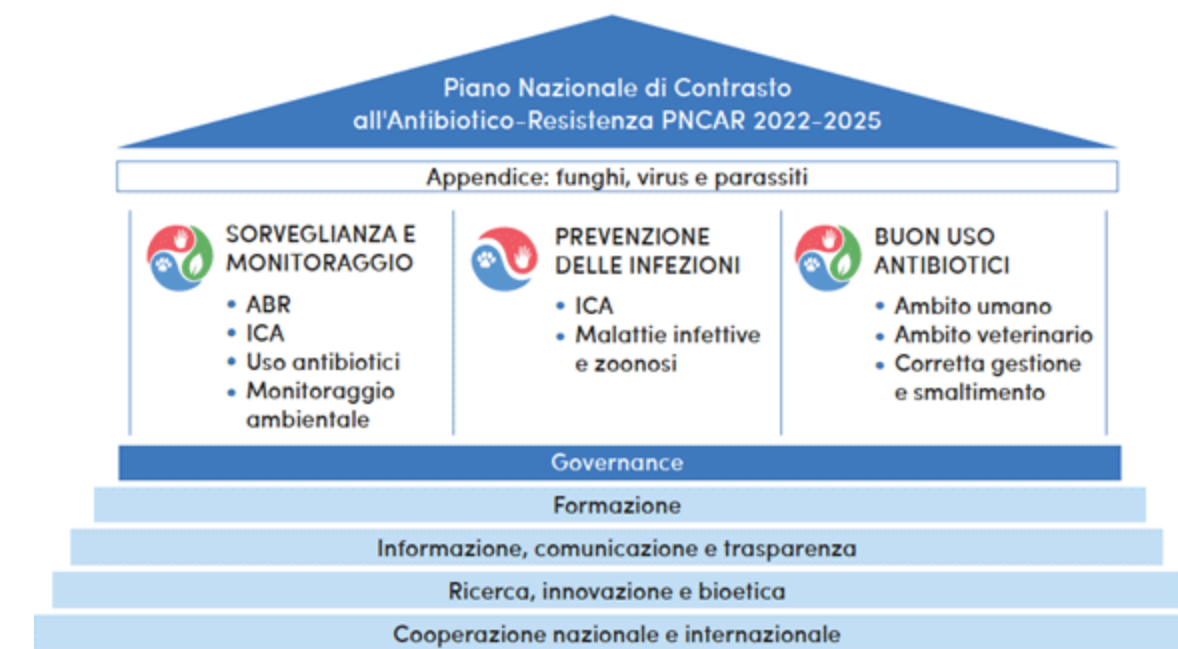 Piano Nazionale di Contrasto
all'Antibiotico-Resistenza PNCAR 2022-2025
Appendice: funghi, virus e parassiti
SORVEGLIANZA E
MONITORAGGIO
• ABR
• ICA
• Uso antibiotici
• Monitoraggio
ambientale
PREVENZIONE
DELLE INFEZIONI
• ICA
• Malattie infettive
e zoonosi
BUON USO
ANTIBIOTICI
• Ambito umano
• Ambito veterinario
• Corretta gestione
e smaltimento
Governance
Formazione
Informazione, comunicazione e trasparenza
Ricerca, innovazione e bioetica
Cooperazione nazionale e internazionale